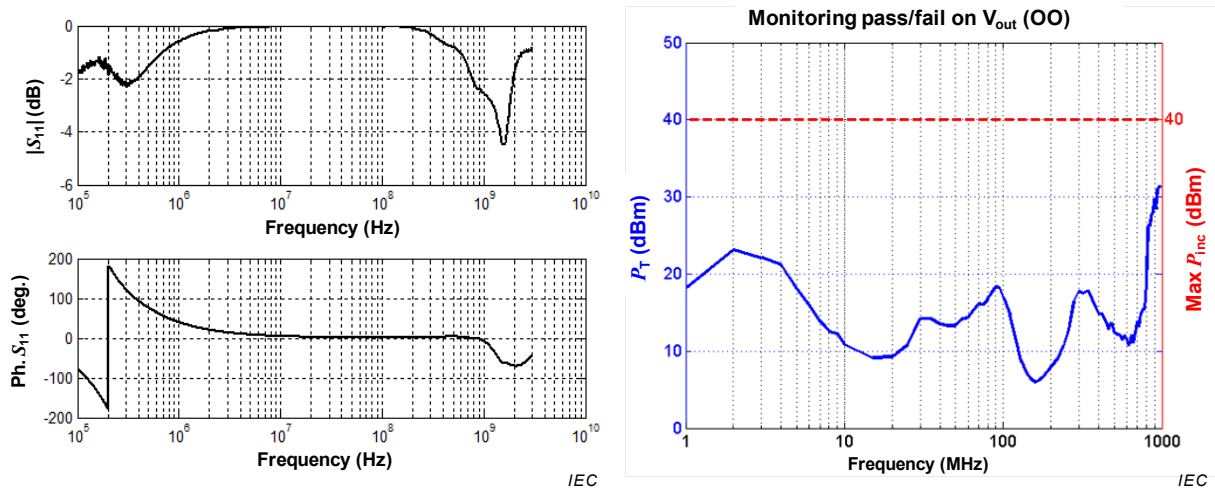 0
-2
-4
-6
|S11| (dB)
10^5 10^6 10^7 10^8 10^9 10^10
Frequency (Hz)
200
100
0
-100
-200
Ph. S11 (deg.)
10^5 10^6 10^7 10^8 10^9 10^10
Frequency (Hz)
IEC
Monitoring pass/fail on Vout (OO)
50
40
30
20
10
0
PT (dBm)
40
Max Pinc (dBm)
1 10 100 1000
Frequency (MHz)
IEC